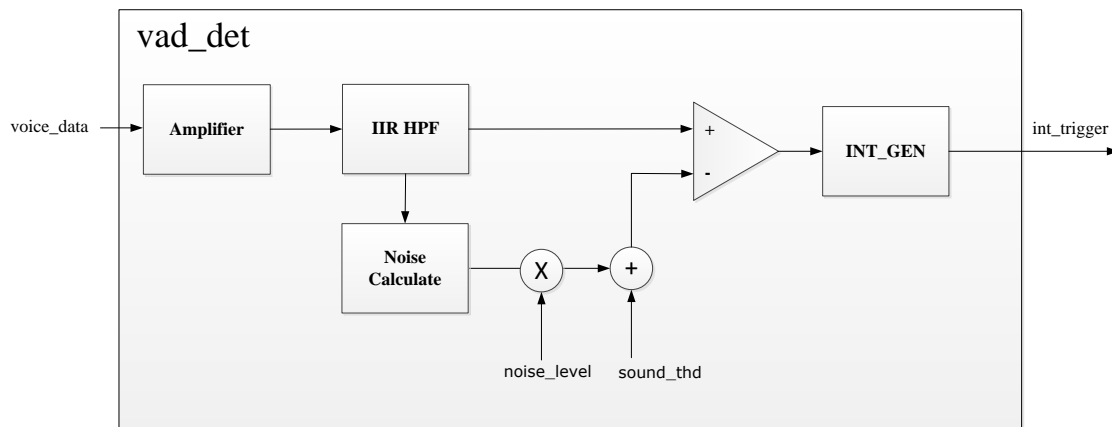 vad_det
voice_data
Amplifier
IIR HPF
+
-
INT_GEN
int_trigger
Noise
Calculate
X
+
noise_level
sound_thd